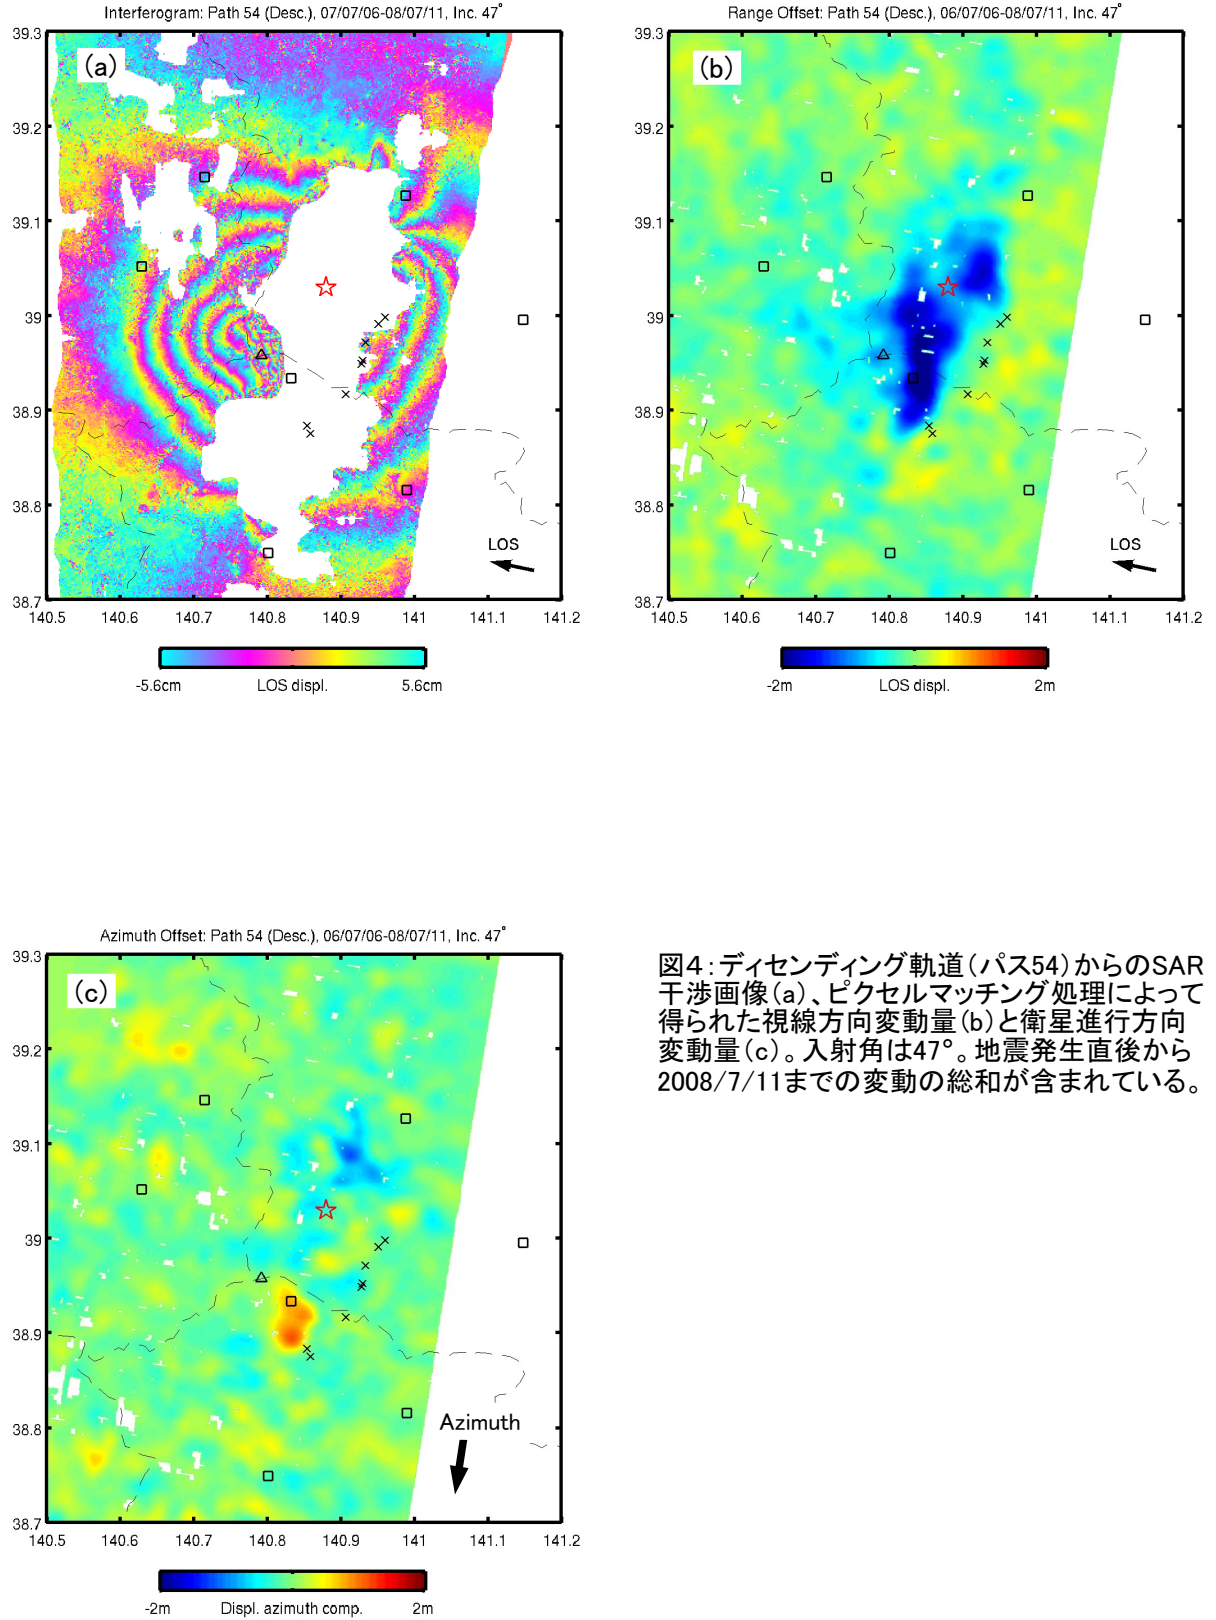 Interferogram: Path 54 (Desc.), 07/07/06-08/07/11, Inc. 47°
(a)
39.3
39.2
39.1
39
38.9
38.8
38.7
LOS
140.5 140.6 140.7 140.8 140.9 141 141.1 141.2
-5.6cm LOS displ. 5.6cm
Range Offset: Path 54 (Desc.), 06/07/06-08/07/11, Inc. 47°
(b)
39.3
39.2
39.1
39
38.9
38.8
38.7
LOS
140.5 140.6 140.7 140.8 140.9 141 141.1 141.2
-2m LOS displ. 2m
Azimuth Offset: Path 54 (Desc.), 06/07/06-08/07/11, Inc. 47°
(c)
39.3
39.2
39.1
39
38.9
38.8
38.7
Azimuth
140.5 140.6 140.7 140.8 140.9 141 141.1 141.2
-2m Displ. azimuth comp. 2m
図4:ディセンディング軌道(パス54)からのSAR
干渉画像(a)、ピクセルマッチング処理によって
得られた視線方向変動量(b)と衛星進行方向
変動量(c)。入射角は47°。地震発生直後から
2008/7/11までの変動の総和が含まれている。